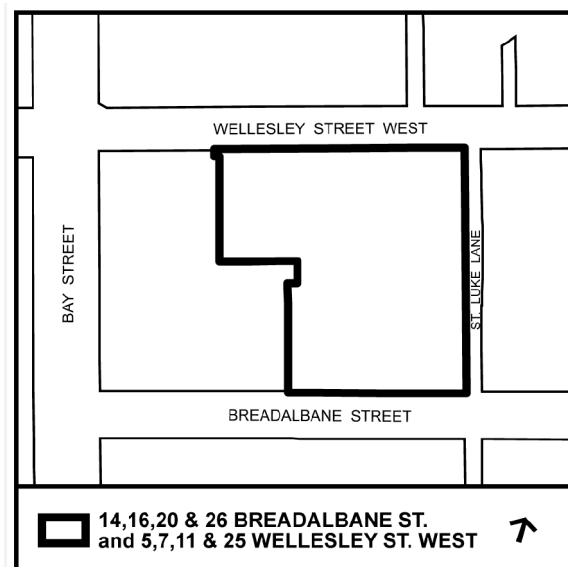 WELLESLEY STREET WEST
BAY STREET
ST. LUKE LANE
BREADALBANE STREET
14,16,20 & 26 BREADALBANE ST.
and 5,7,11 & 25 WELLESLEY ST. WEST